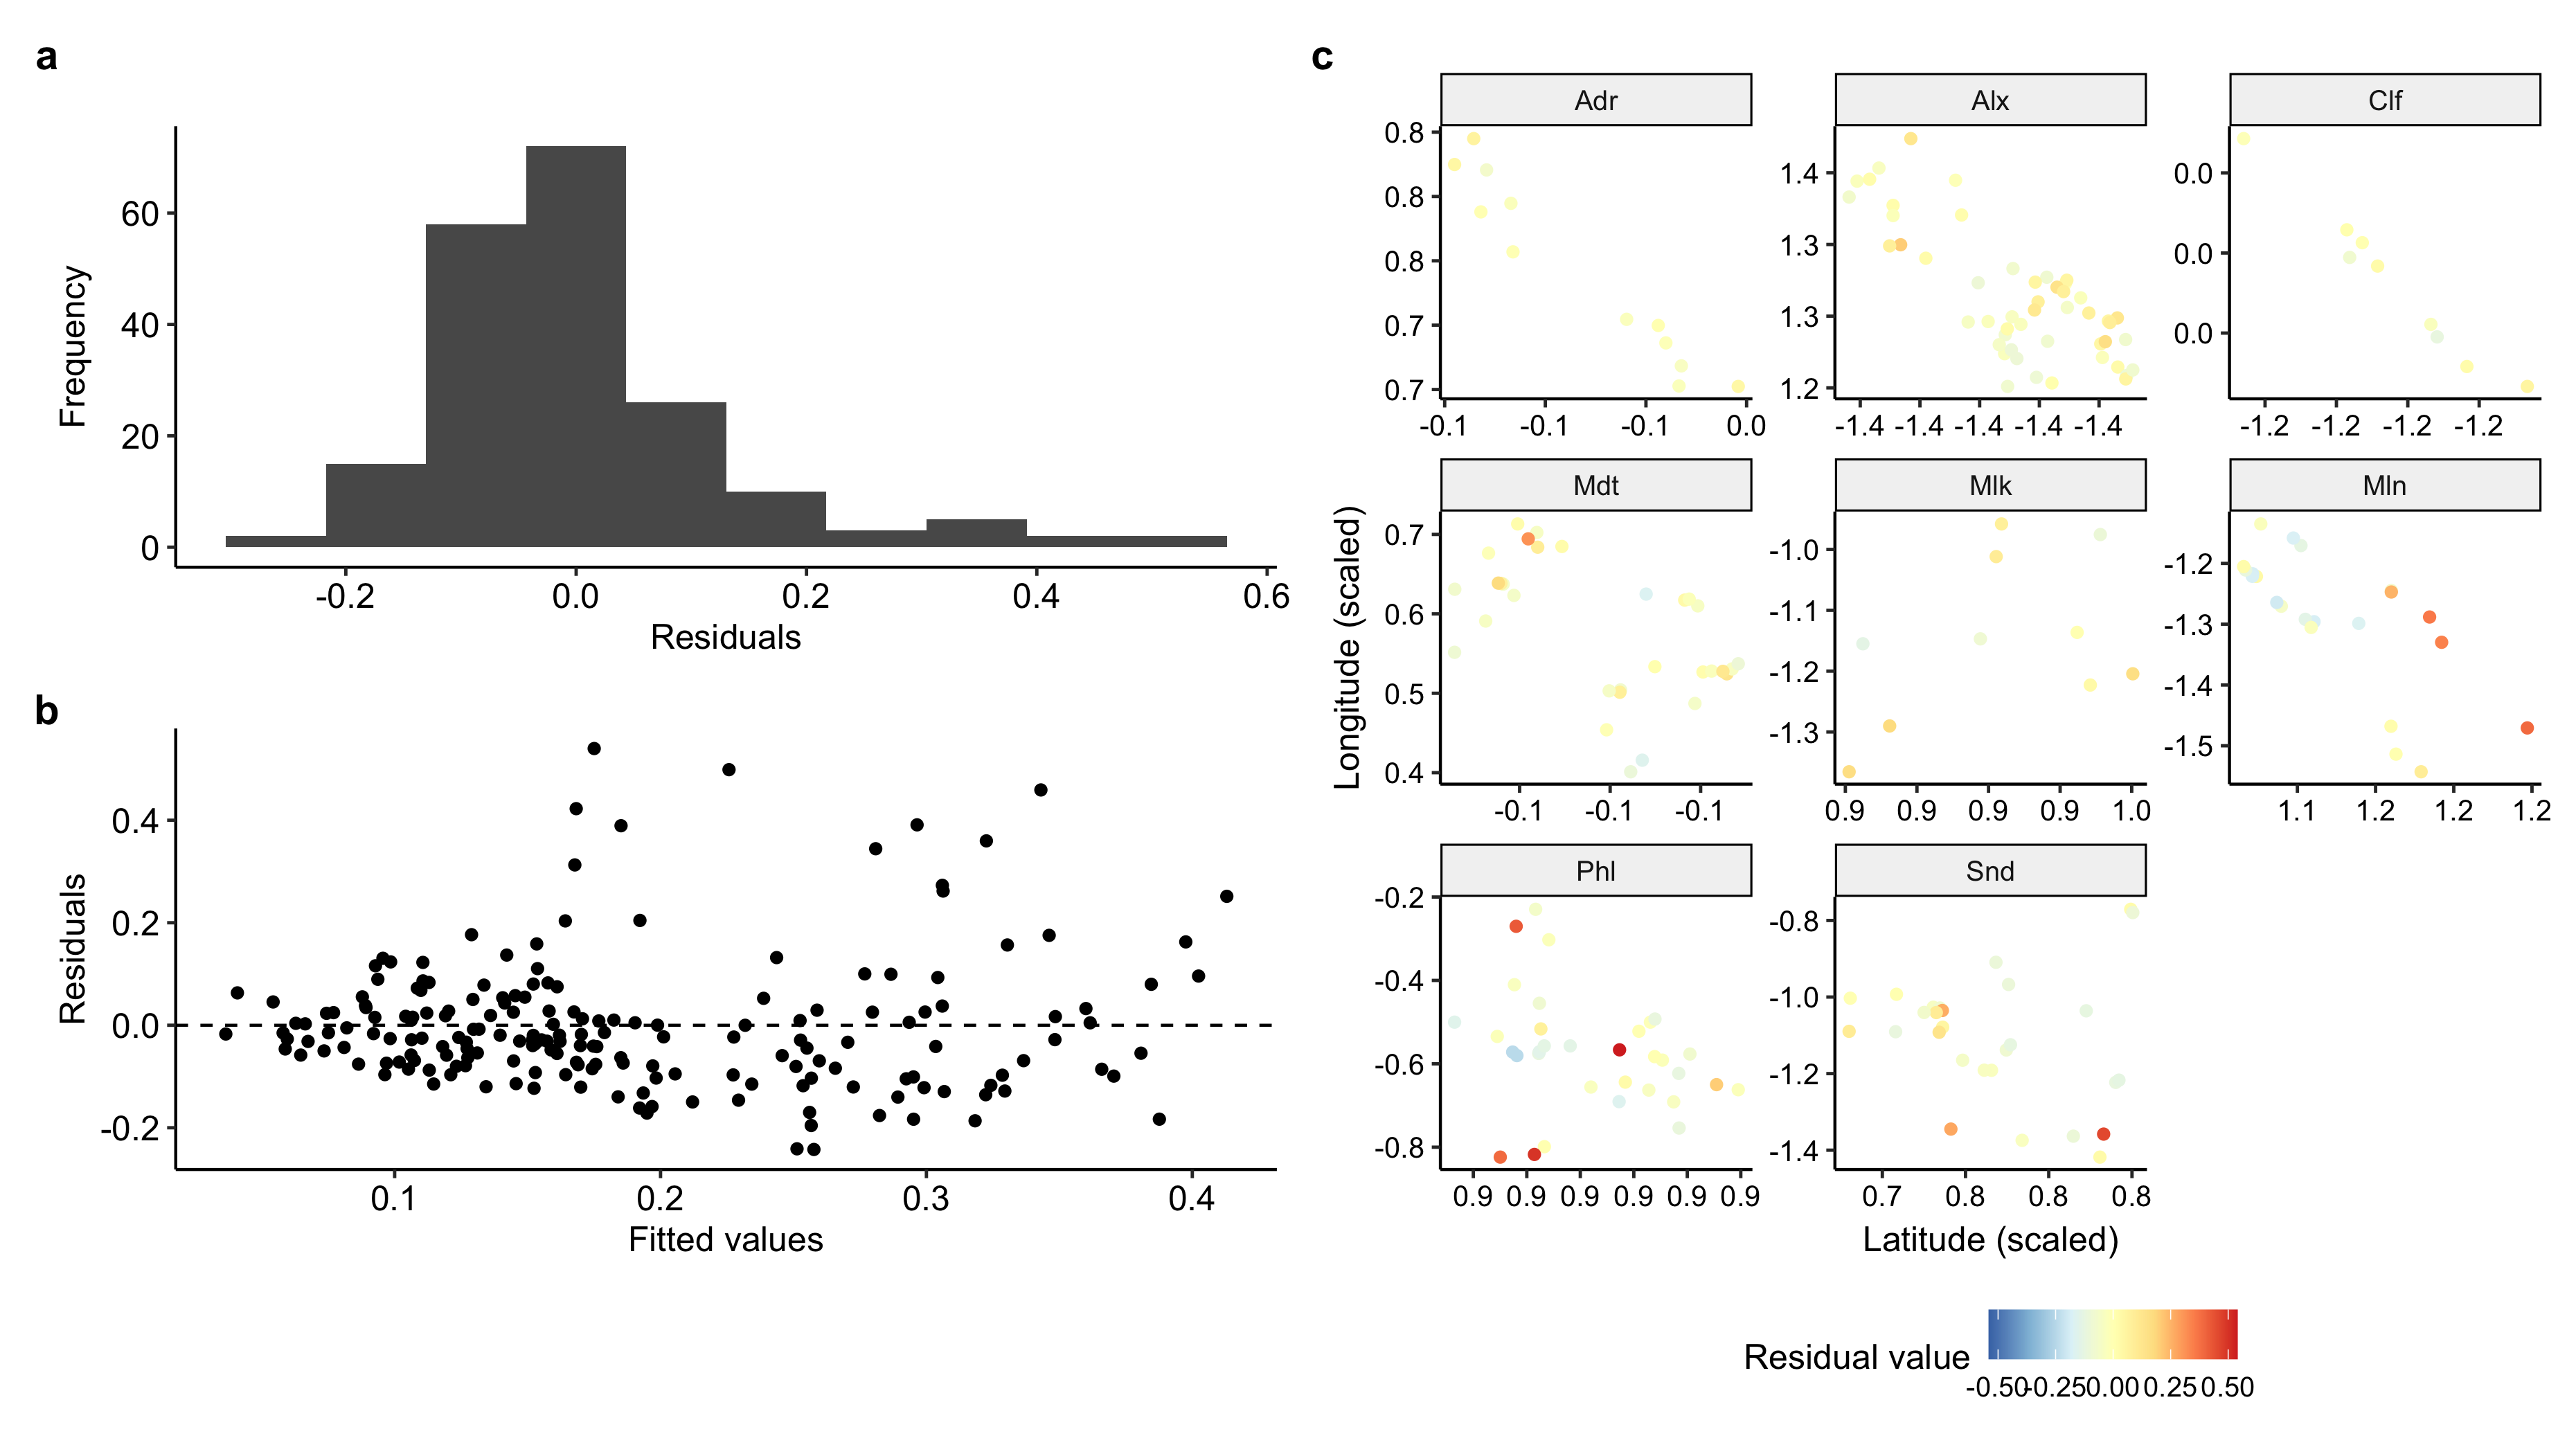 a
60
40
20
0
Frequency
-0.2 0.0 0.2 0.4 0.6
Residuals
b
0.4
0.2
0.0
-0.2
Residuals
0.1 0.2 0.3 0.4
Fitted values
c
Longitude (scaled)
Adr
0.8
0.8
0.8
0.7
0.7
-0.1 -0.1 -0.1 0.0
Alx
1.4
1.3
1.3
1.2
-1.4 -1.4 -1.4 -1.4 -1.4
Clf
0.0
0.0
0.0
-1.2 -1.2 -1.2 -1.2
Mdt
0.7
0.6
0.5
0.4
-0.1 -0.1 -0.1
Mlk
-1.0
-1.1
-1.2
-1.3
0.9 0.9 0.9 0.9 1.0
Mln
-1.2
-1.3
-1.4
-1.5
1.1 1.2 1.2 1.2
Phl
-0.2
-0.4
-0.6
-0.8
0.9 0.9 0.9 0.9 0.9 0.9
Snd
-0.8
-1.0
-1.2
-1.4
0.7 0.8 0.8 0.8
Latitude (scaled)
Residual value
-0.50 -0.25 0.00 0.25 0.50